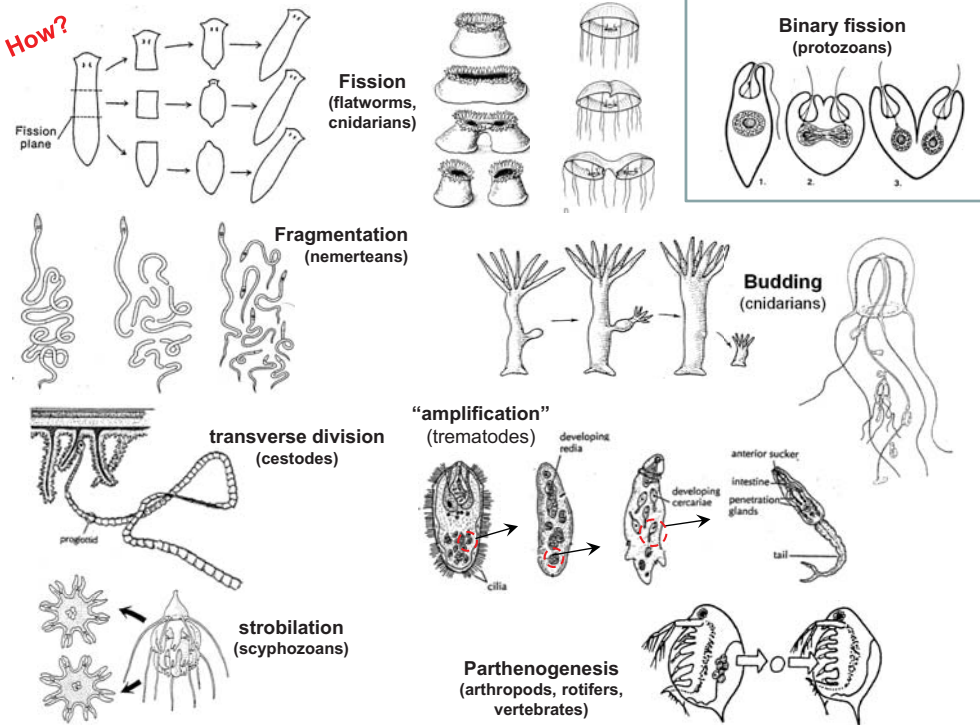 How?
Fission
plane
Fission
(flatworms,
cnidarians)
Binary fission
(protozoans)
1.
2.
3.
Fragmentation
(nemerteans)
Budding
(cnidarians)
transverse division
(cestodes)
proglottid
“amplification”
(trematodes)
developing
redia
cilia
developing
cercariae
anterior sucker
intestine
penetration
glands
tail
strobilation
(scyphozoans)
Parthenogenesis
(arthropods, rotifers,
vertebrates)